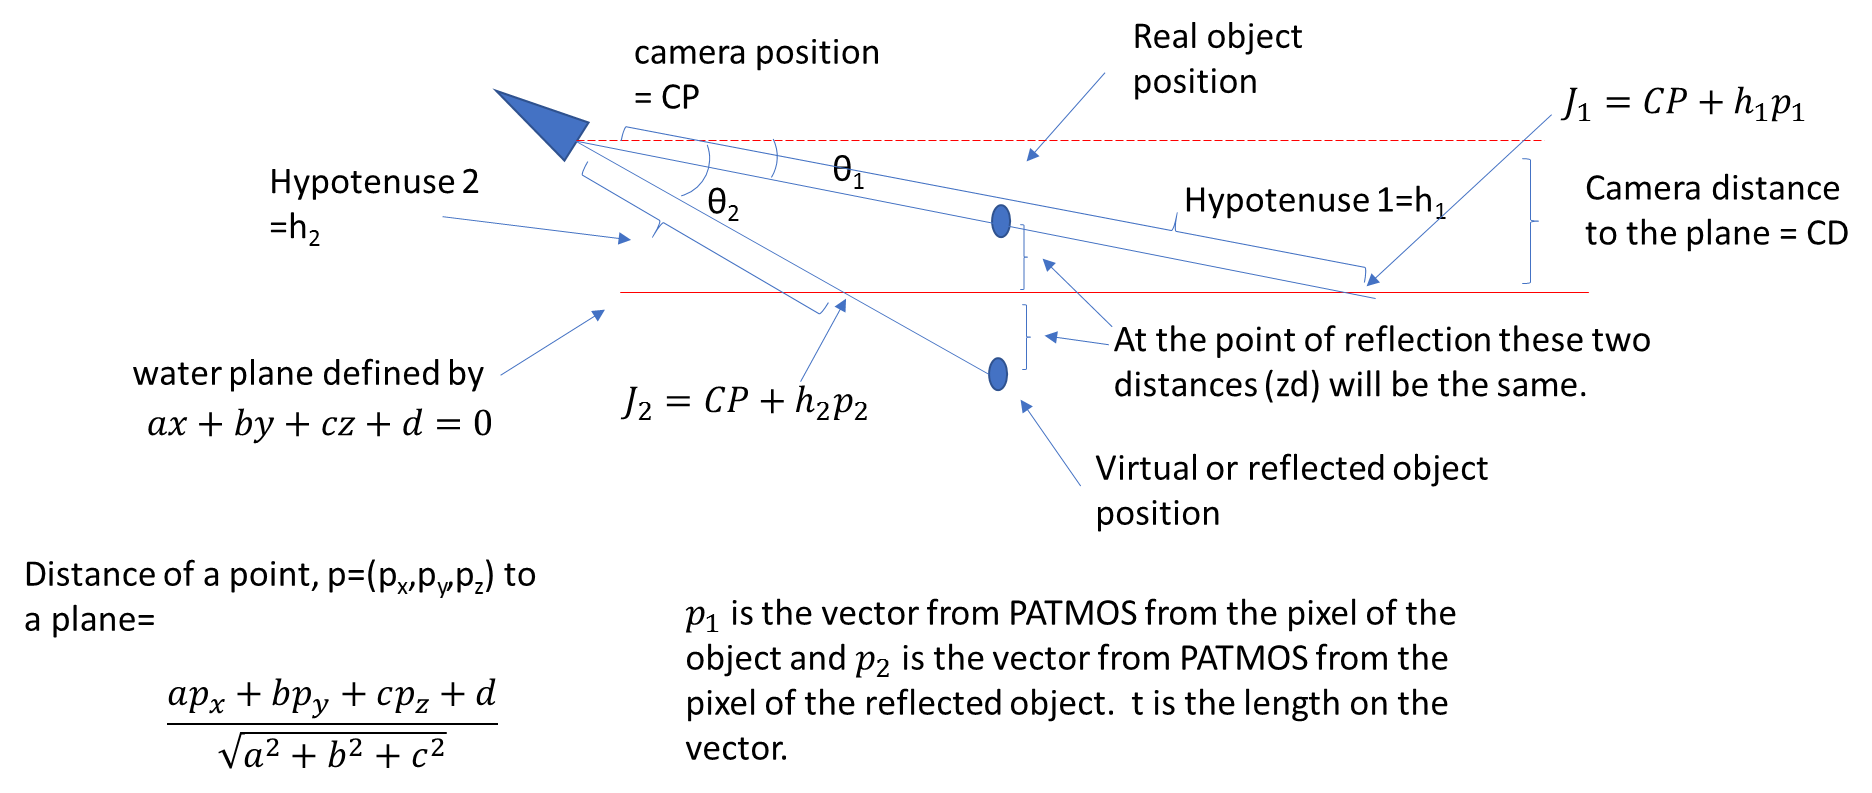 camera position
= CP
Real object
position
J₁ = CP + h₁p₁
Hypotenuse 2
=h₂
θ₁
θ₂
Hypotenuse 1=h₁
Camera distance
to the plane = CD
water plane defined by
ax + by + cz + d = 0
J₂ = CP + h₂p₂
At the point of reflection these two
distances (zd) will be the same.
Virtual or reflected object
position
Distance of a point, p=(pₓ,p_y,p_z) to
a plane=
apₓ + bp_y + cp_z + d
√a² + b² + c²
p₁ is the vector from PATMOS from the pixel of the
object and p₂ is the vector from PATMOS from the
pixel of the reflected object. t is the length on the
vector.